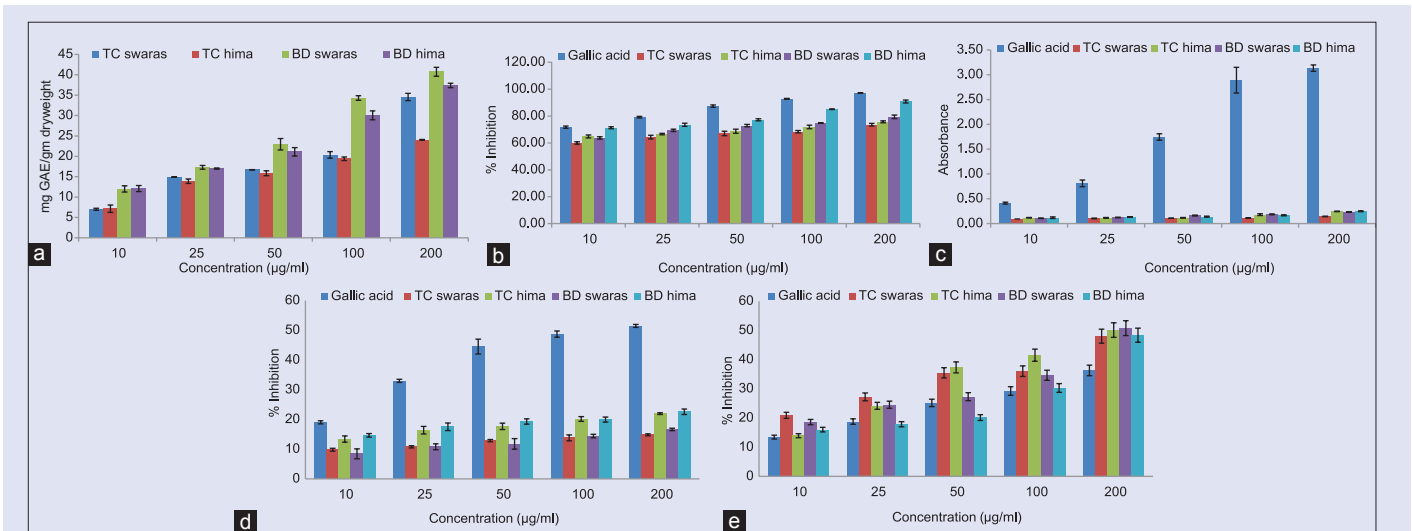 TC swaras TC hima BD swaras BD hima
mg GAE/gm dryweight
45
40
35
30
25
20
15
10
5
0
10 25 50 100 200
Concentration (µg/ml)
a
Gallic acid TC swaras TC hima BD swaras BD hima
% Inhibition
120.00
100.00
80.00
60.00
40.00
20.00
0.00
10 25 50 100 200
Concentration (µg/ml)
b
Gallic acid TC swaras TC hima BD swaras BD hima
Absorbance
3.50
3.00
2.50
2.00
1.50
1.00
0.50
0.00
10 25 50 100 200
Concentration (µg/ml)
c
Gallic acid TC swaras TC hima BD swaras BD hima
% Inhibition
60
50
40
30
20
10
0
10 25 50 100 200
Concentration (µg/ml)
d
Gallic acid TC swaras TC hima BD swaras BD hima
% Inhibition
60
50
40
30
20
10
0
10 25 50 100 200
Concentration (µg/ml)
e